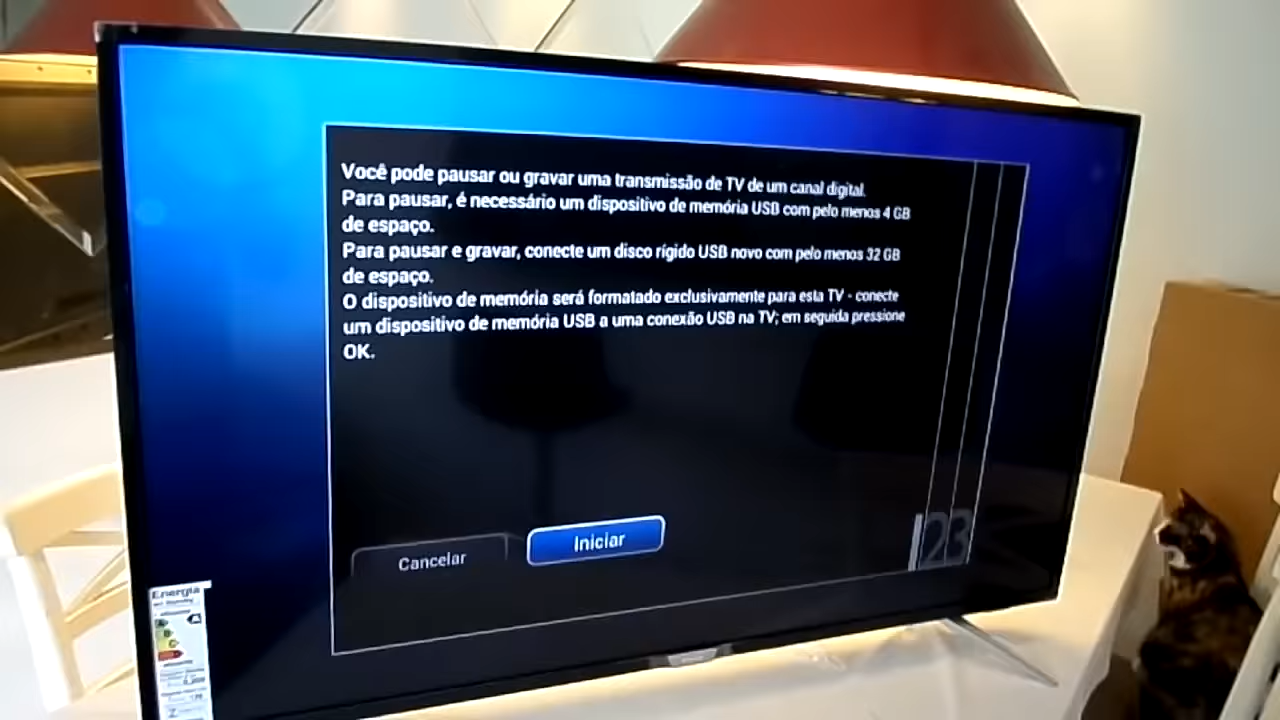 Você pode pausar ou gravar uma transmissão de TV de um canal digital.
Para pausar, é necessário um dispositivo de memória USB com pelo menos 4 GB
de espaço.
Para pausar e gravar, conecte um disco rígido USB novo com pelo menos 32 GB
de espaço.
O dispositivo de memória será formatado exclusivamente para esta TV - conecte
um dispositivo de memória USB a uma conexão USB na TV; em seguida pressione
OK.
Cancelar
Iniciar
123
Energia